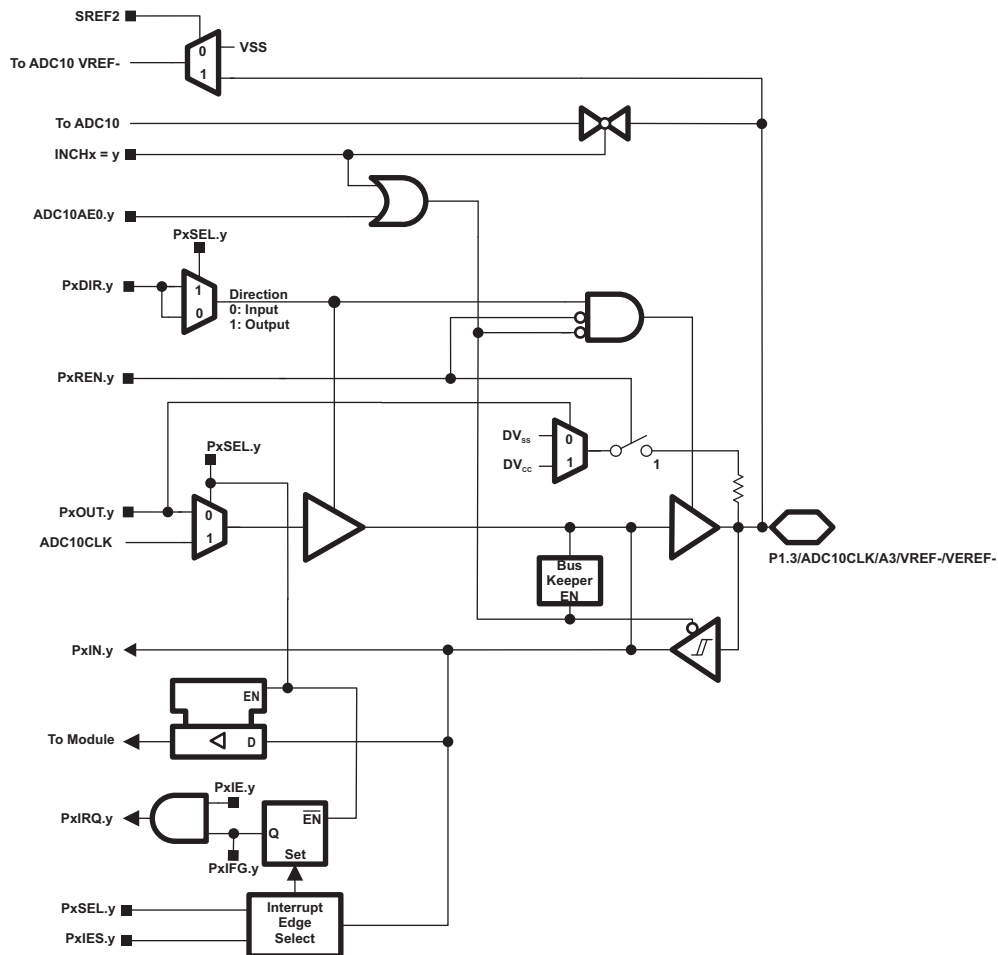 SREF2
VSS
0
To ADC10 VREF-
1
To ADC10
INCHx = y
ADC10AE0.y
PxSEL.y
PxDIR.y
1
0
Direction
0: Input
1: Output
PxREN.y
DVSS
0
DVCC
1
1
PxSEL.y
PxOUT.y
0
ADC10CLK
1
Bus
Keeper
EN
P1.3/ADC10CLK/A3/VREF-/VEREF-
PxIN.y
EN
To Module
D
PxIE.y
PxIRQ.y
Q
EN
Set
PxIFG.y
PxSEL.y
PxIES.y
Interrupt
Edge
Select